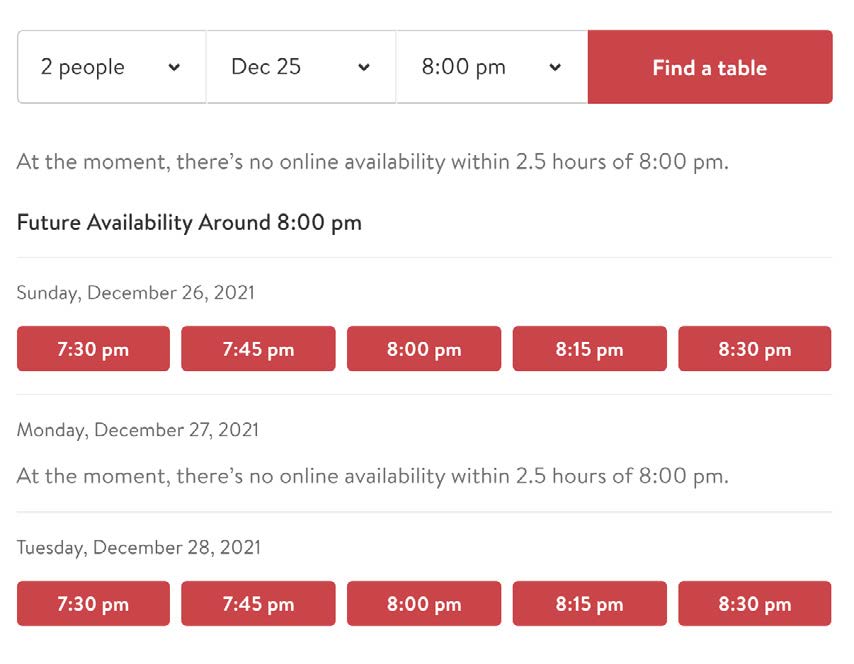 2 people Dec 25 8:00 pm Find a table
At the moment, there’s no online availability within 2.5 hours of 8:00 pm.
Future Availability Around 8:00 pm
Sunday, December 26, 2021
7:30 pm 7:45 pm 8:00 pm 8:15 pm 8:30 pm
Monday, December 27, 2021
At the moment, there’s no online availability within 2.5 hours of 8:00 pm.
Tuesday, December 28, 2021
7:30 pm 7:45 pm 8:00 pm 8:15 pm 8:30 pm